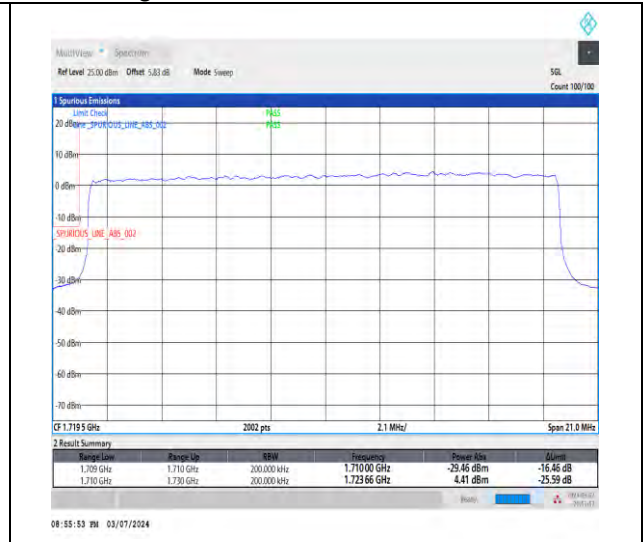 MultiView Spectrum
Ref Level 25.00 dBm Offset 5.83 dB Mode Sweep SGL
Count 100/100
1 Spurious Emissions
Limit Check PASS
20 dBm Line _SPURIOUS_LINE_ABS_002 PASS
10 dBm
0 dBm
-10 dBm
SPURIOUS_LINE_ABS_002
-20 dBm
-30 dBm
-40 dBm
-50 dBm
-60 dBm
-70 dBm
CF 1.7195 GHz 2002 pts 2.1 MHz/ Span 21.0 MHz
2 Result Summary
Range Low Range Up RBW Frequency Power Abs ΔLimit
1.709 GHz 1.710 GHz 200.000 kHz 1.71000 GHz -29.46 dBm -16.46 dB
1.710 GHz 1.730 GHz 200.000 kHz 1.72366 GHz 4.41 dBm -25.59 dB
08:55:53 PM 03/07/2024